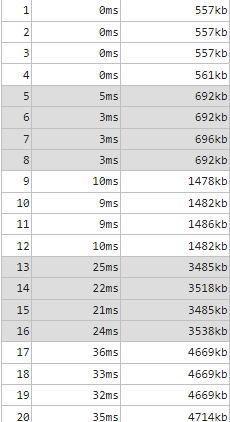 1 0ms 557kb
2 0ms 557kb
3 0ms 557kb
4 0ms 561kb
5 5ms 692kb
6 3ms 692kb
7 3ms 696kb
8 3ms 692kb
9 10ms 1478kb
10 9ms 1482kb
11 9ms 1486kb
12 10ms 1482kb
13 25ms 3485kb
14 22ms 3518kb
15 21ms 3485kb
16 24ms 3538kb
17 36ms 4669kb
18 33ms 4669kb
19 32ms 4669kb
20 35ms 4714kb